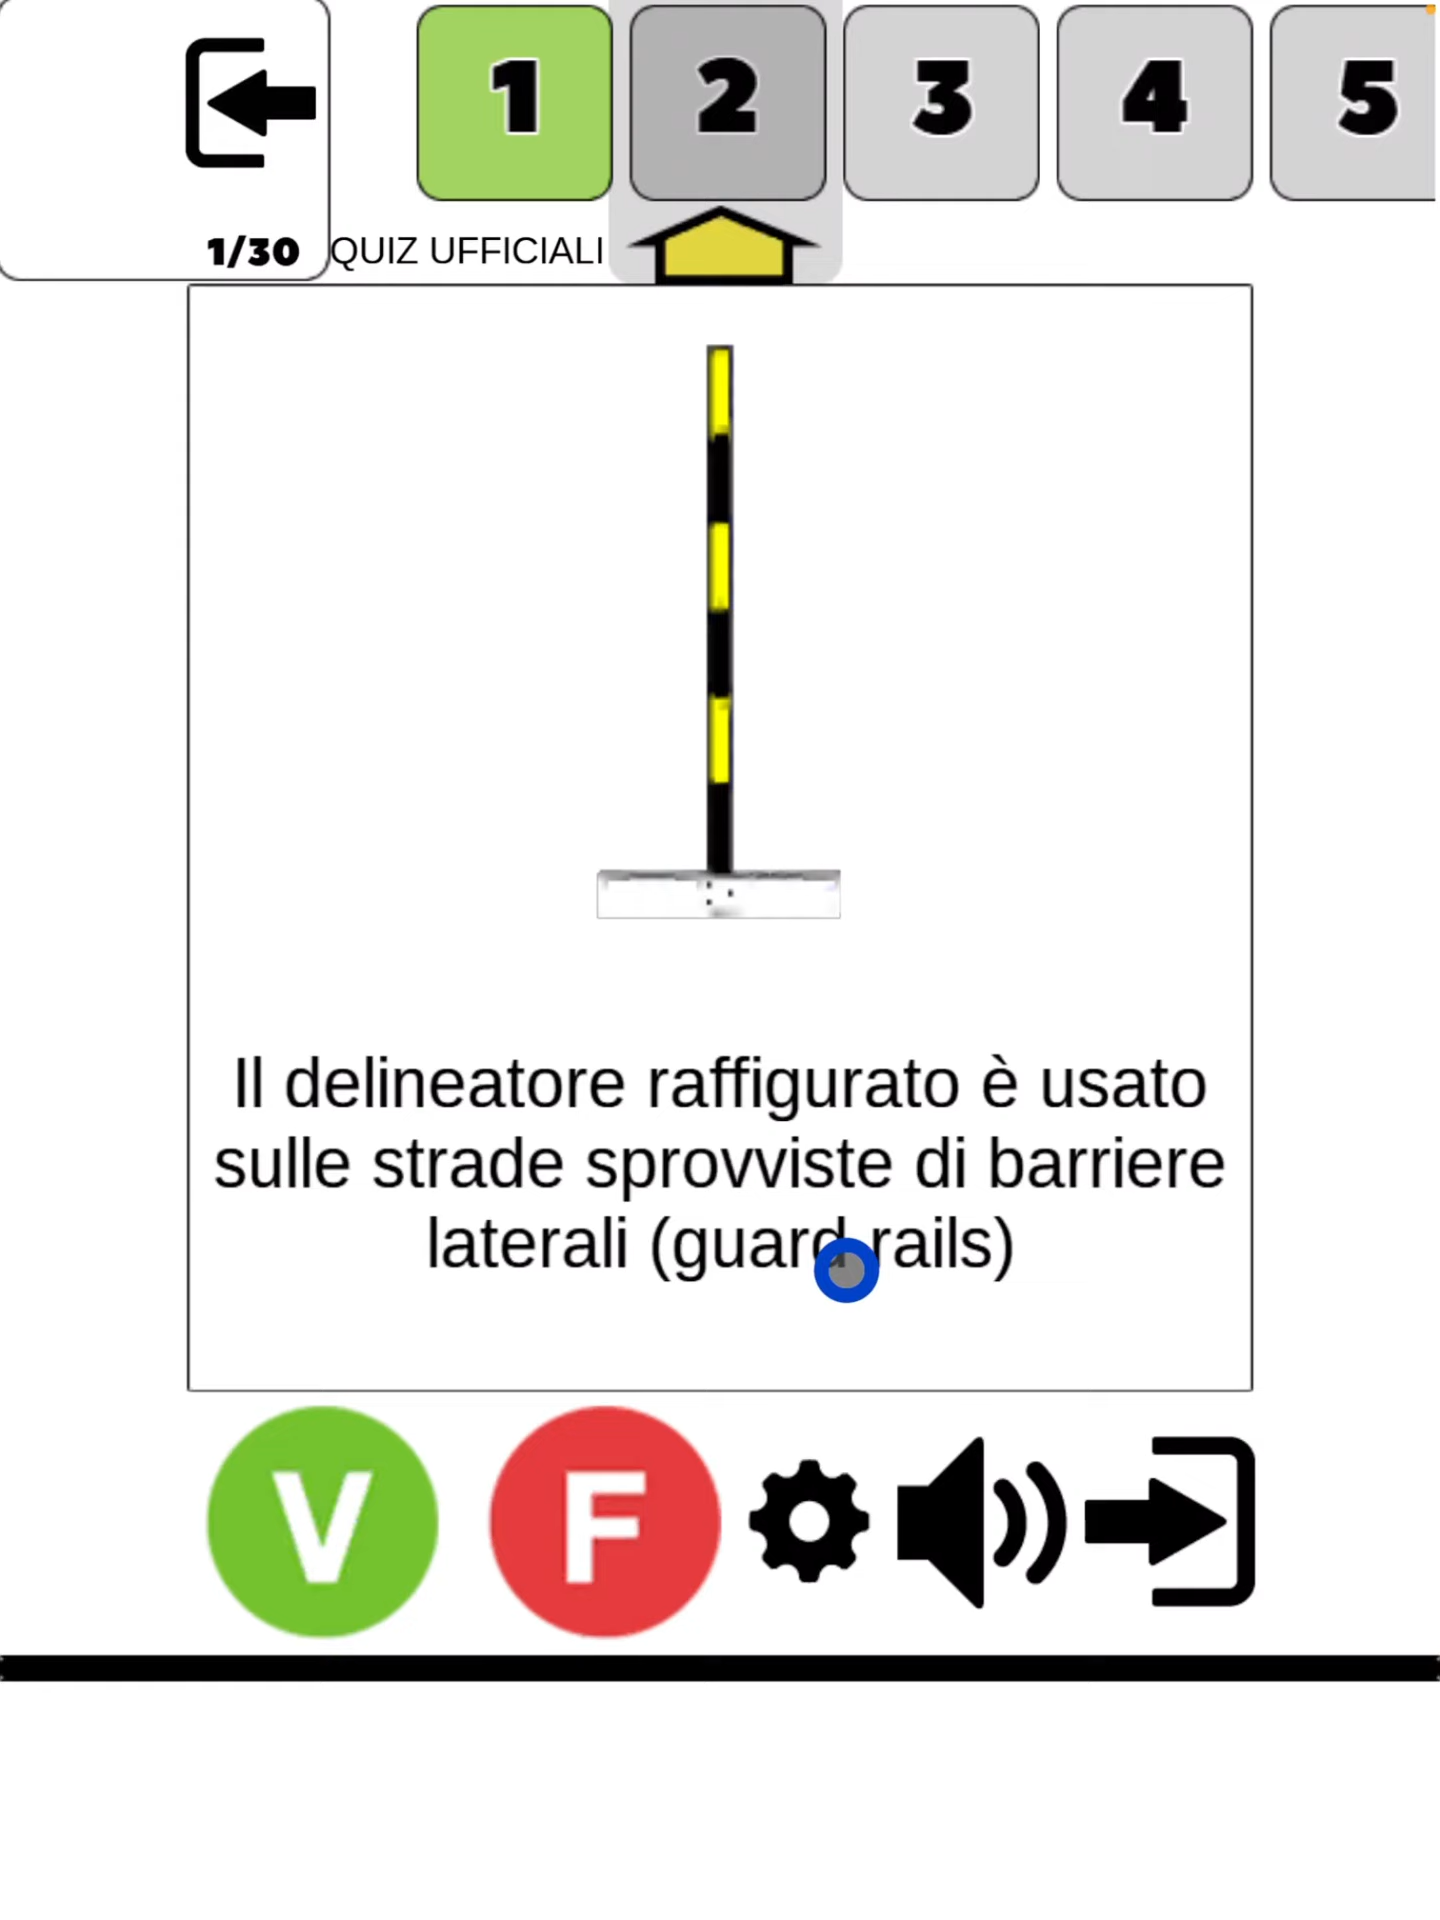 1
2
3
4
5
1/30
QUIZ UFFICIALI
Il delineatore raffigurato è usato
sulle strade sprovviste di barriere
laterali (guard rails)
V
F